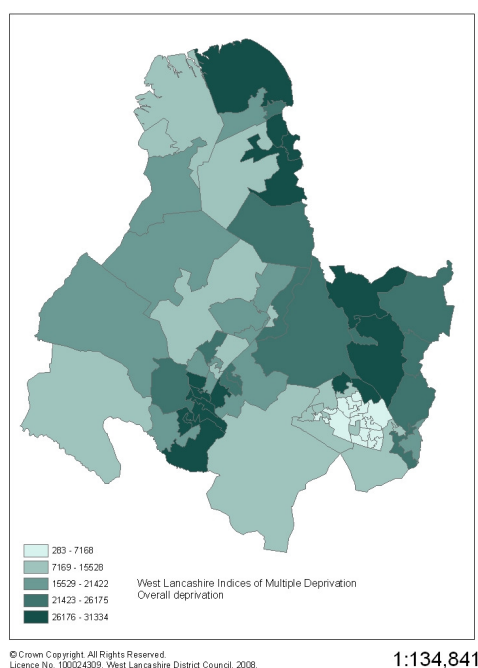 283 - 7168
7169 - 15528
15529 - 21422
21423 - 26175
26176 - 31334
West Lancashire Indices of Multiple Deprivation
Overall deprivation
© Crown Copyright. All Rights Reserved.
Licence No. 100024309. West Lancashire District Council. 2008.
1:134,841